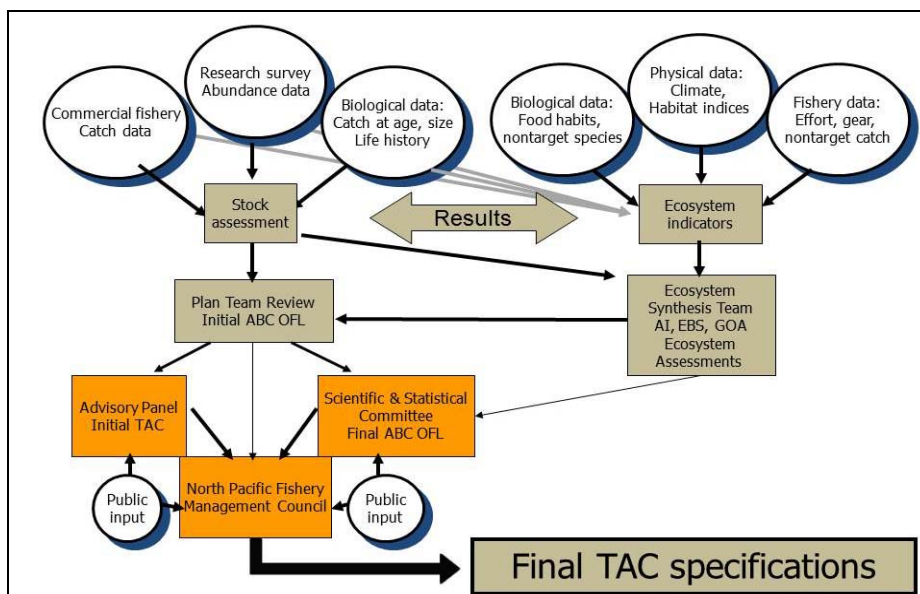 Commercial fishery
Catch data
Research survey
Abundance data
Biological data:
Catch at age, size
Life history
Biological data:
Food habits,
nontarget species
Physical data:
Climate,
Habitat indices
Fishery data:
Effort, gear,
nontarget catch
Stock
assessment
Results
Ecosystem
indicators
Plan Team Review
Initial ABC OFL
Ecosystem
Synthesis Team
AI, EBS, GOA
Ecosystem
Assessments
Advisory Panel
Initial TAC
Scientific & Statistical
Committee
Final ABC OFL
Public
input
North Pacific Fishery
Management Council
Public
input
Final TAC specifications